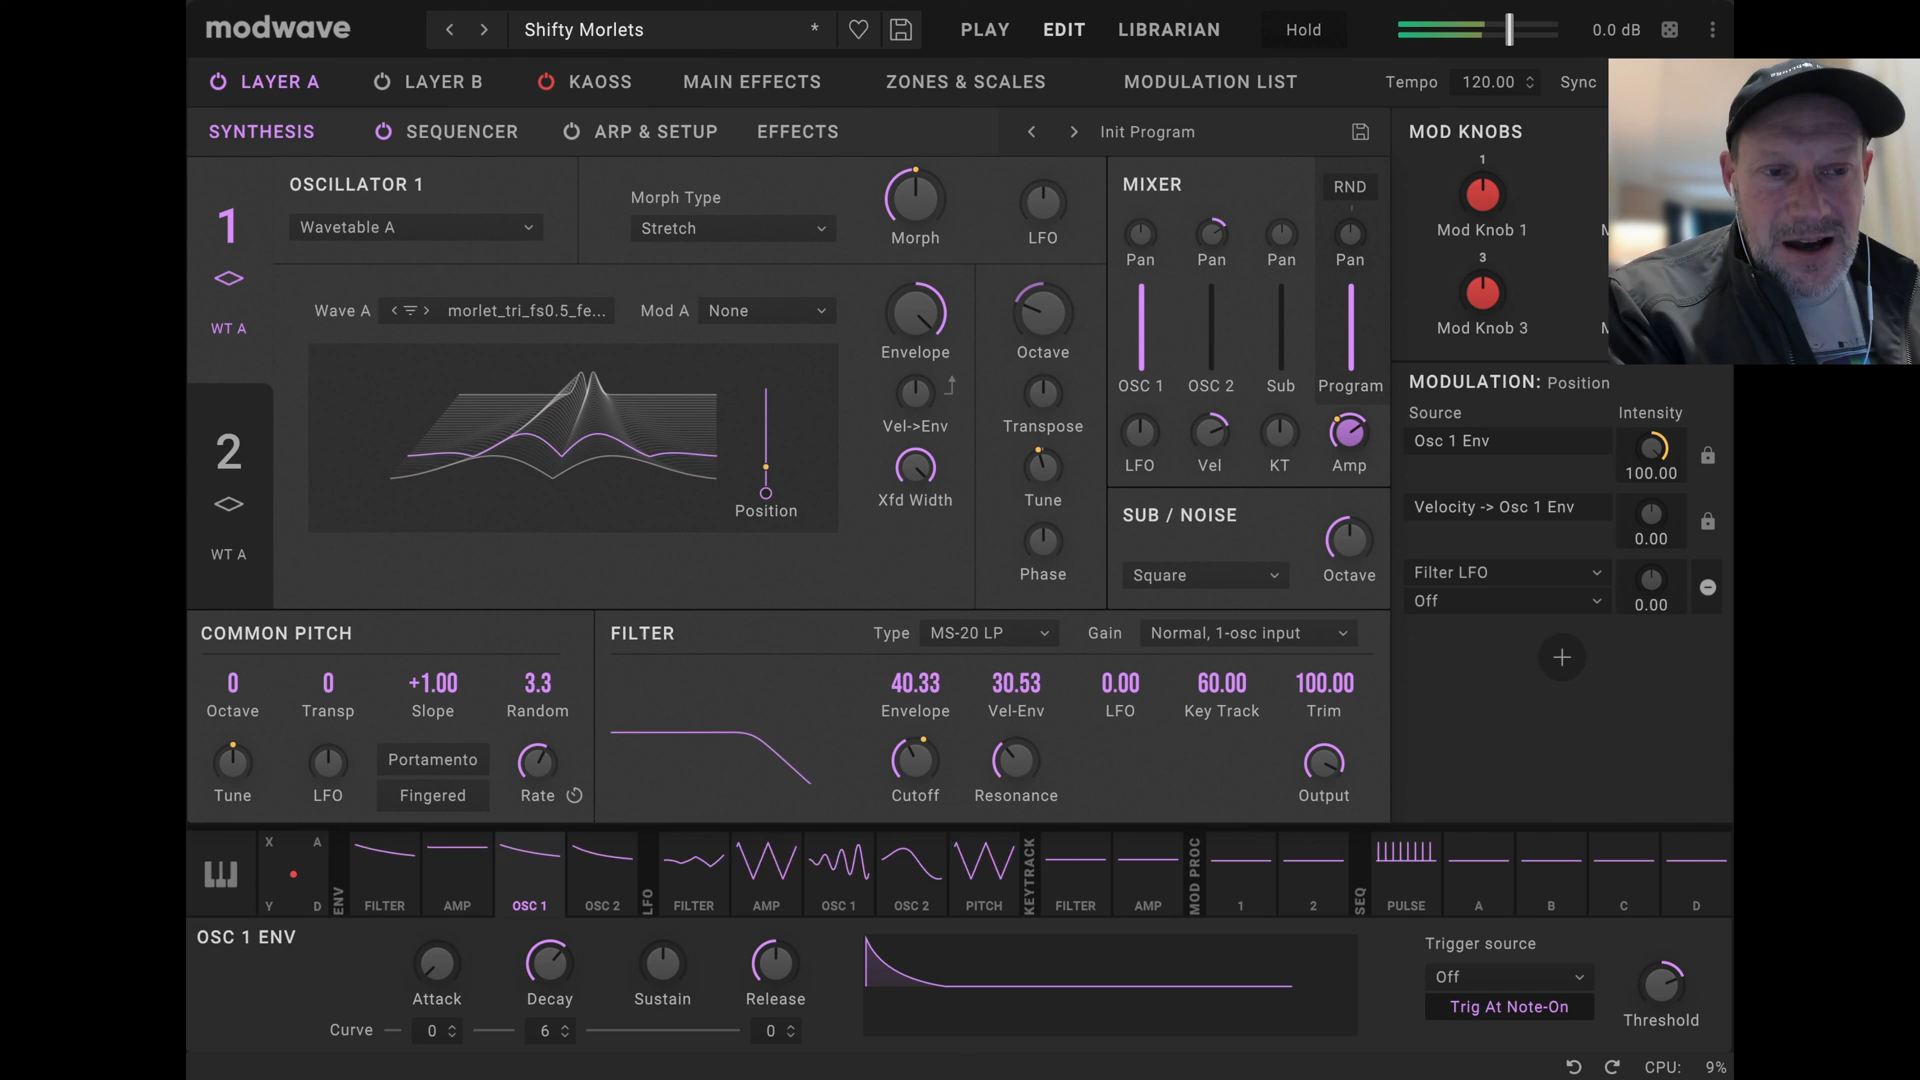 modwave
Shifty Morlets *
PLAY EDIT LIBRARIAN Hold 0.0 dB
LAYER A LAYER B KAOSS MAIN EFFECTS ZONES & SCALES MODULATION LIST Tempo 120.00 Sync
SYNTHESIS SEQUENCER ARP & SETUP EFFECTS Init Program
MOD KNOBS
1
Mod Knob 1
3
Mod Knob 3
1
WT A
2
WT A
OSCILLATOR 1
Wavetable A
Morph Type
Stretch
Morph
LFO
Wave A morlet_tri_fs0.5_fe... Mod A None
Position
Envelope
Octave
Vel->Env
Transpose
Xfd Width
Tune
Phase
MIXER
RND
Pan Pan Pan Pan
OSC 1 OSC 2 Sub Program
LFO Vel KT Amp
SUB / NOISE
Square
Octave
MODULATION: Position
Source Intensity
Osc 1 Env
100.00
Velocity -> Osc 1 Env
0.00
Filter LFO
Off
0.00
COMMON PITCH
0 0 +1.00 3.3
Octave Transp Slope Random
Portamento
Fingered
Tune LFO Rate
FILTER
Type MS-20 LP Gain Normal, 1-osc input
40.33 30.53 0.00 60.00 100.00
Envelope Vel-Env LFO Key Track Trim
Cutoff Resonance Output
X A
Y D
ENV
FILTER AMP OSC 1 OSC 2
LFO
FILTER AMP OSC 1 OSC 2 PITCH
KEYTRACK
FILTER AMP
MOD PROC
1 2
SEQ
PULSE A B C D
OSC 1 ENV
Attack Decay Sustain Release
Curve 0 6 0
Trigger source
Off
Trig At Note-On
Threshold
CPU: 9%